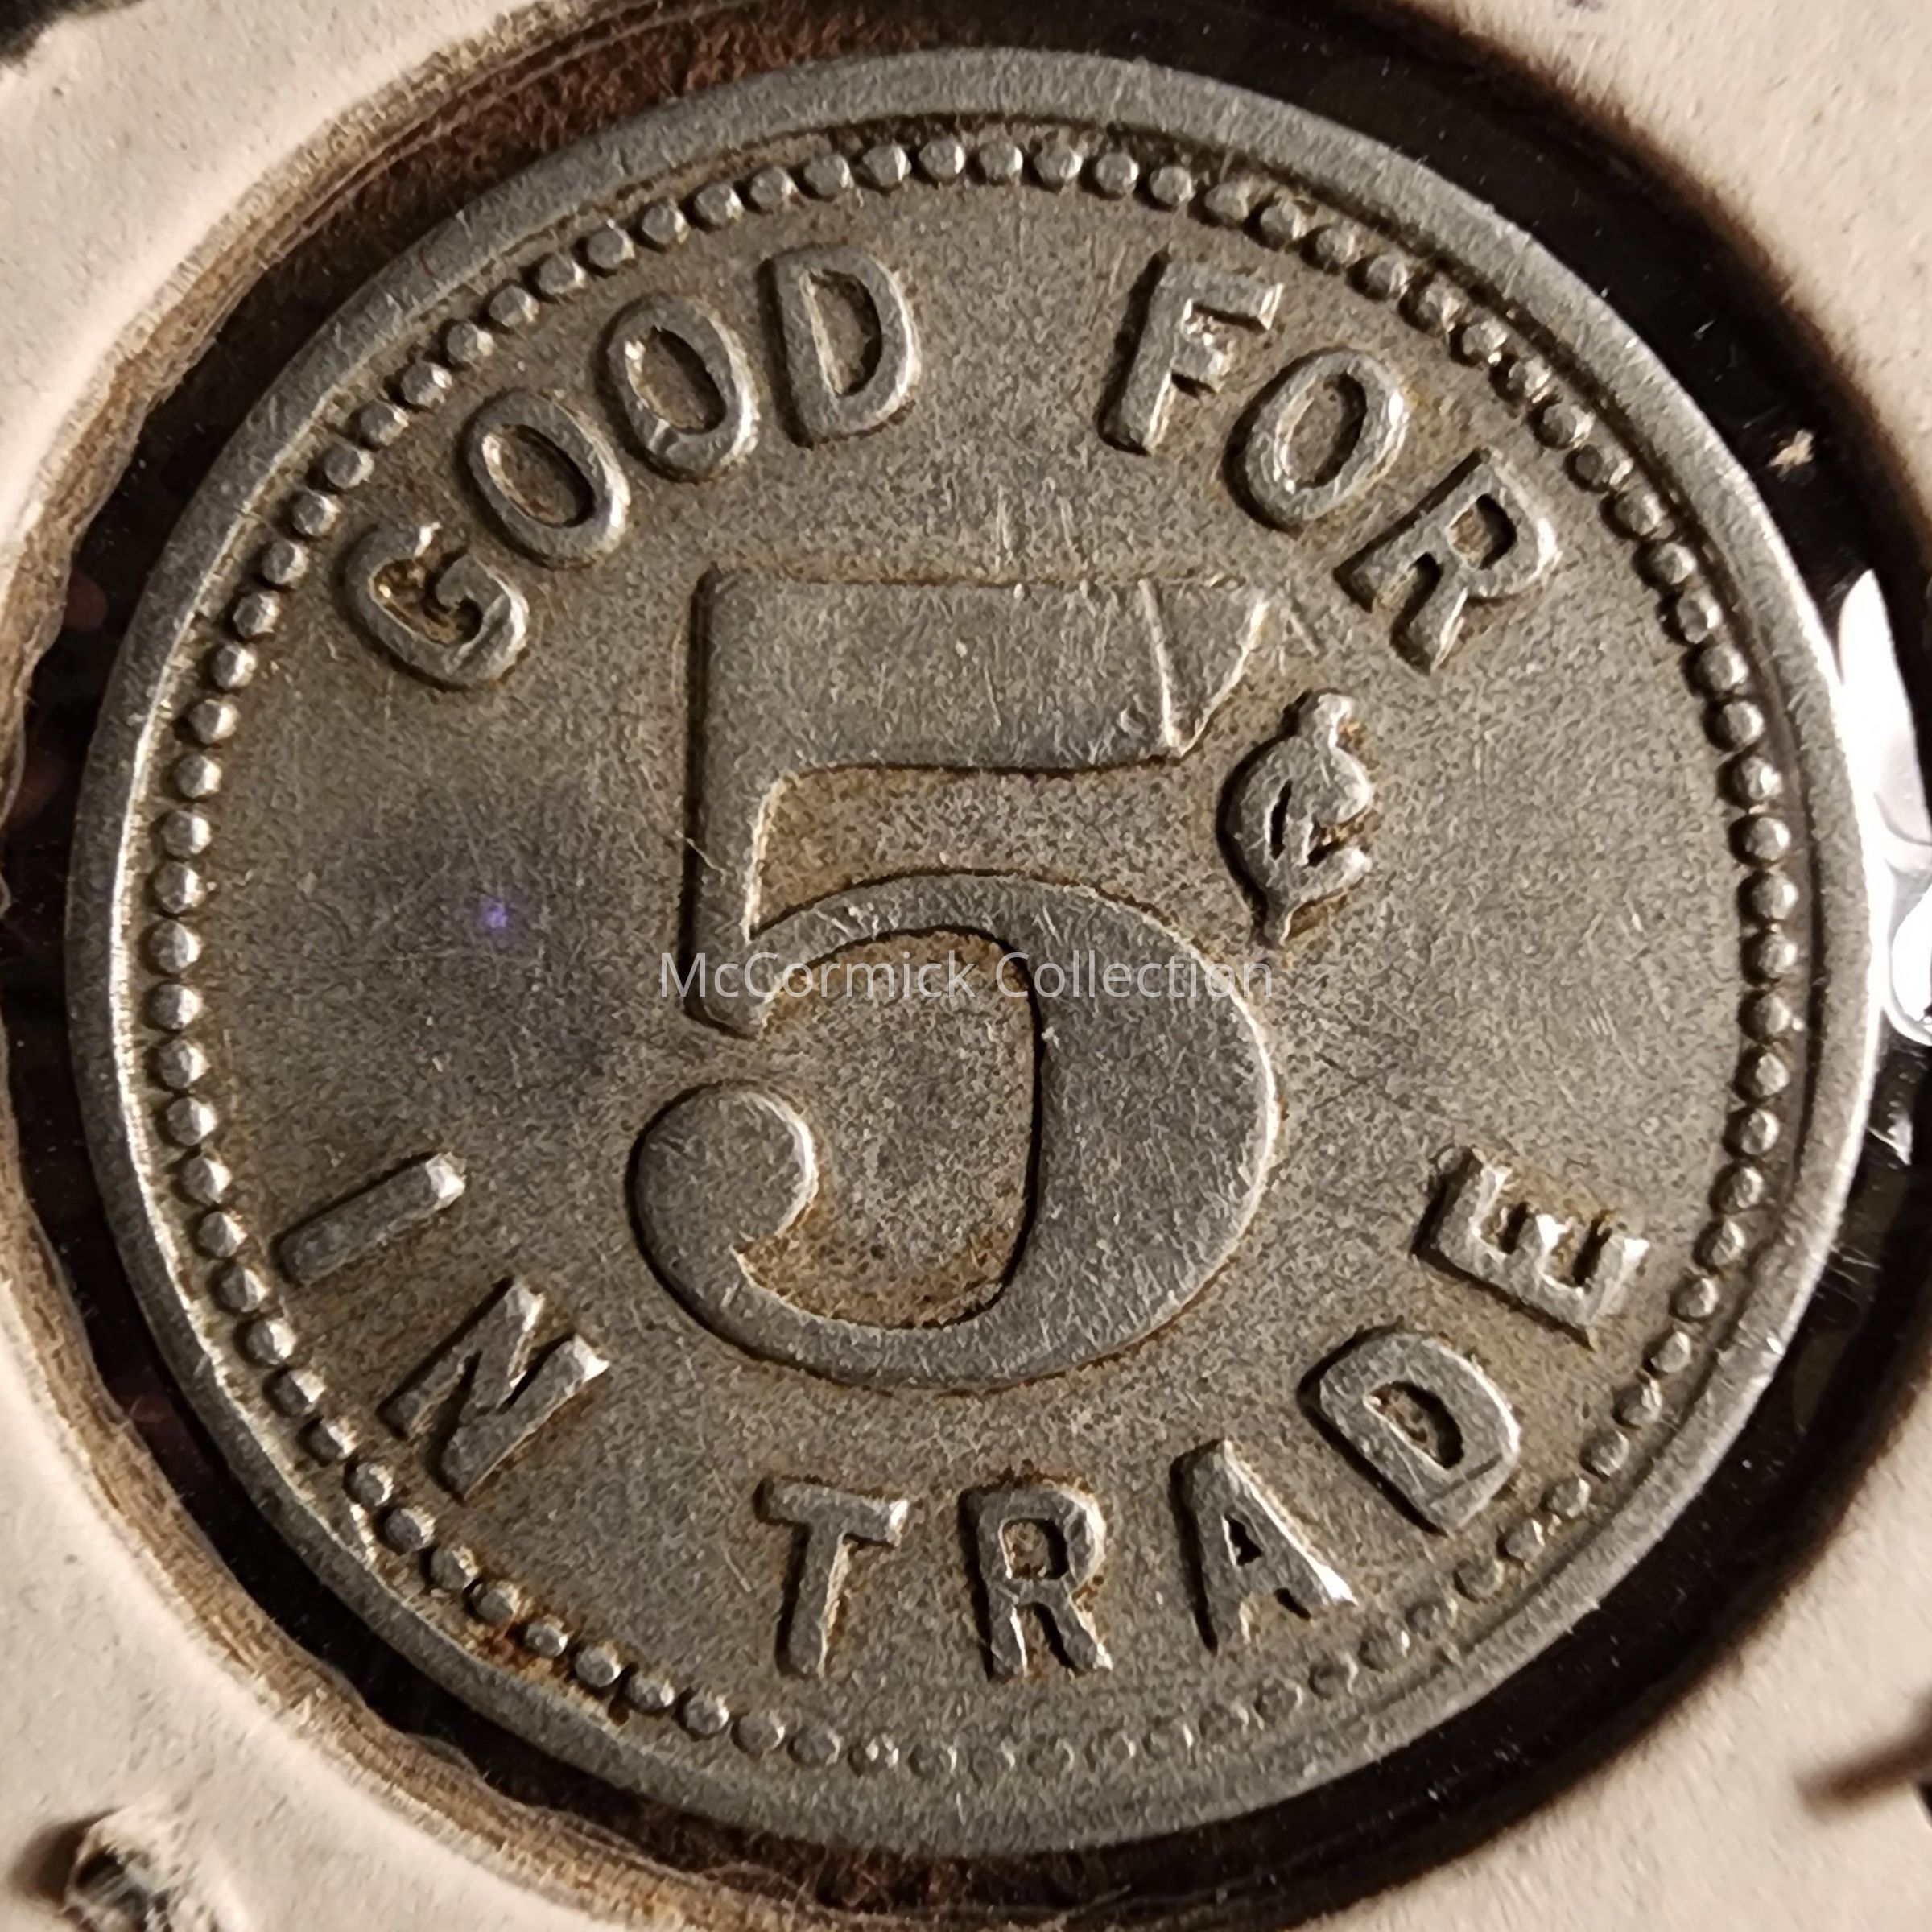 GOOD FOR
5¢
McCormick Collection
IN TRADE